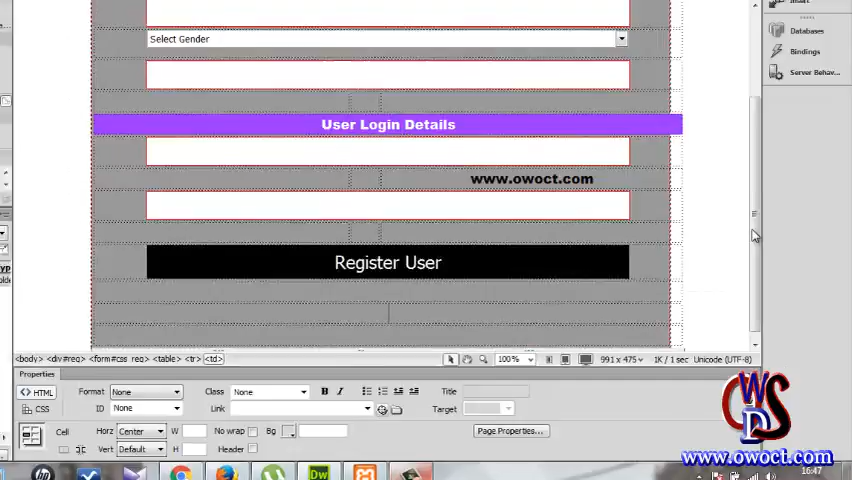 Select Gender
Databases
Bindings
Server Behav...
User Login Details
www.owoct.com
Register User
<body> <div#reg> <form#css_reg> <table> <tr> <td>
100%
991 x 475
1K / 1 sec Unicode (UTF-8)
Properties
<> HTML
Format None
Class None
B I
Title
CSS
ID None
Link
Target
Cell
Horz Center
W
No wrap
Bg
Page Properties...
Vert Default
H
Header
OWSD
www.owoct.com
hp
Dw
16:47